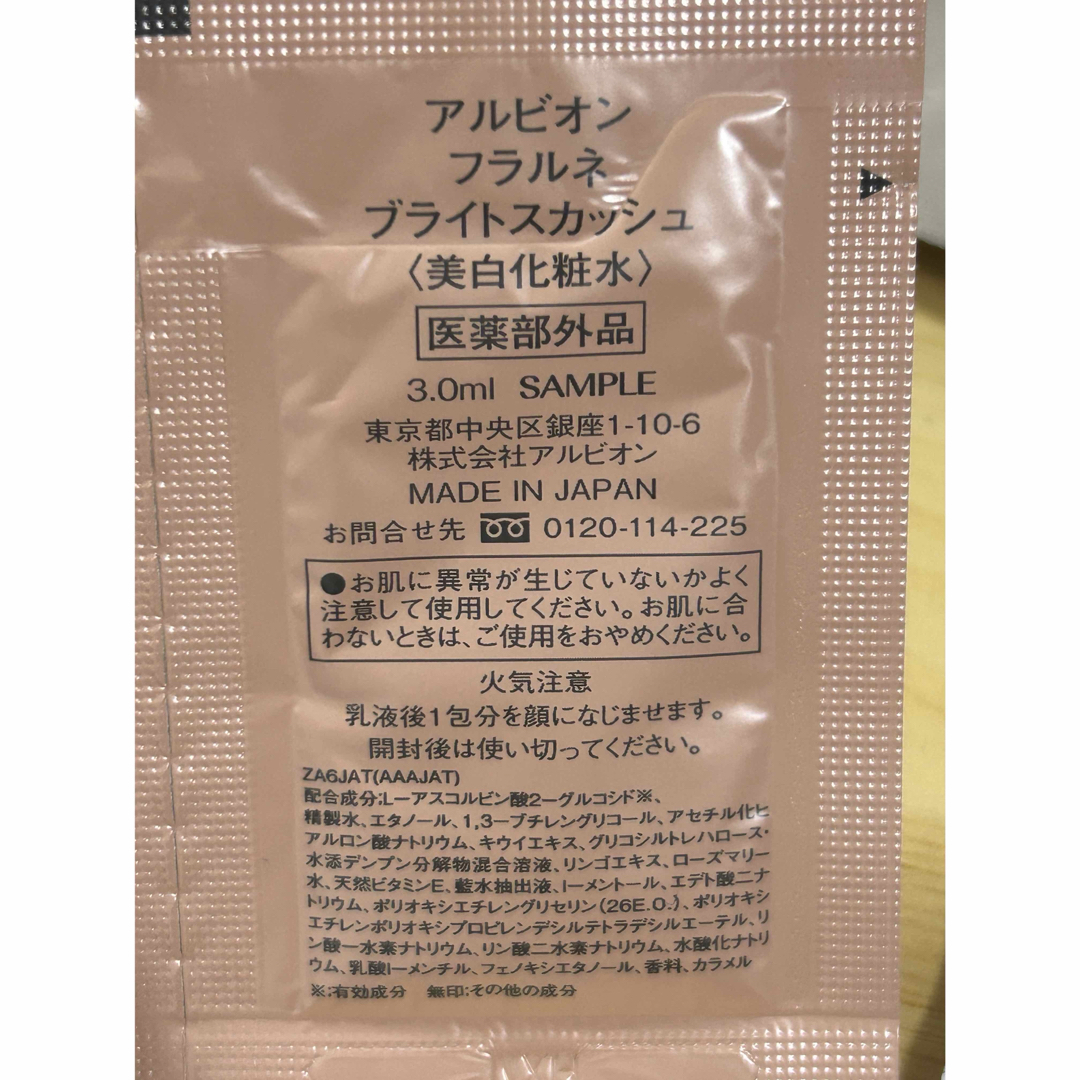 アルビオン
フラルネ
ブライトスカッシュ
〈美白化粧水〉
医薬部外品
3.0ml SAMPLE
東京都中央区銀座1-10-6
株式会社アルビオン
MADE IN JAPAN
お問合せ先 0120-114-225
●お肌に異常が生じていないかよく
注意して使用してください。お肌に合
わないときは、ご使用をおやめください。
火気注意
乳液後1包分を顔になじませます。
開封後は使い切ってください。
ZA6JAT(AAAJAT)
配合成分:L－アスコルビン酸2－グルコシド※、
精製水、エタノール、1,3－ブチレングリコール、アセチル化ヒ
アルロン酸ナトリウム、キウイエキス、グリコシルトレハロース・
水添デンプン分解物混合溶液、リンゴエキス、ローズマリー
水、天然ビタミンE、藍水抽出液、l－メントール、エデト酸二ナ
トリウム、ポリオキシエチレングリセリン(26E.O.)、ポリオキシ
エチレンポリオキシプロピレンデシルテトラデシルエーテル、リ
ン酸一水素ナトリウム、リン酸二水素ナトリウム、水酸化ナトリ
ウム、乳酸l－メンチル、フェノキシエタノール、香料、カラメル
※:有効成分 無印:その他の成分